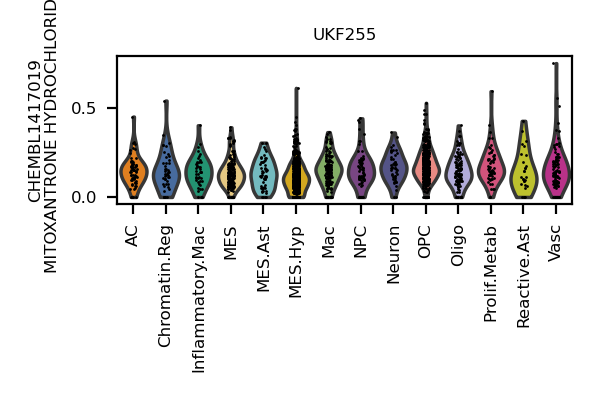 UKF255
CHEMBL1417019
MITOXANTRONE HYDROCHLORID
0.5
0.0
AC
Chromatin.Reg
Inflammatory.Mac
MES
MES.Ast
MES.Hyp
Mac
NPC
Neuron
OPC
Oligo
Prolif.Metab
Reactive.Ast
Vasc